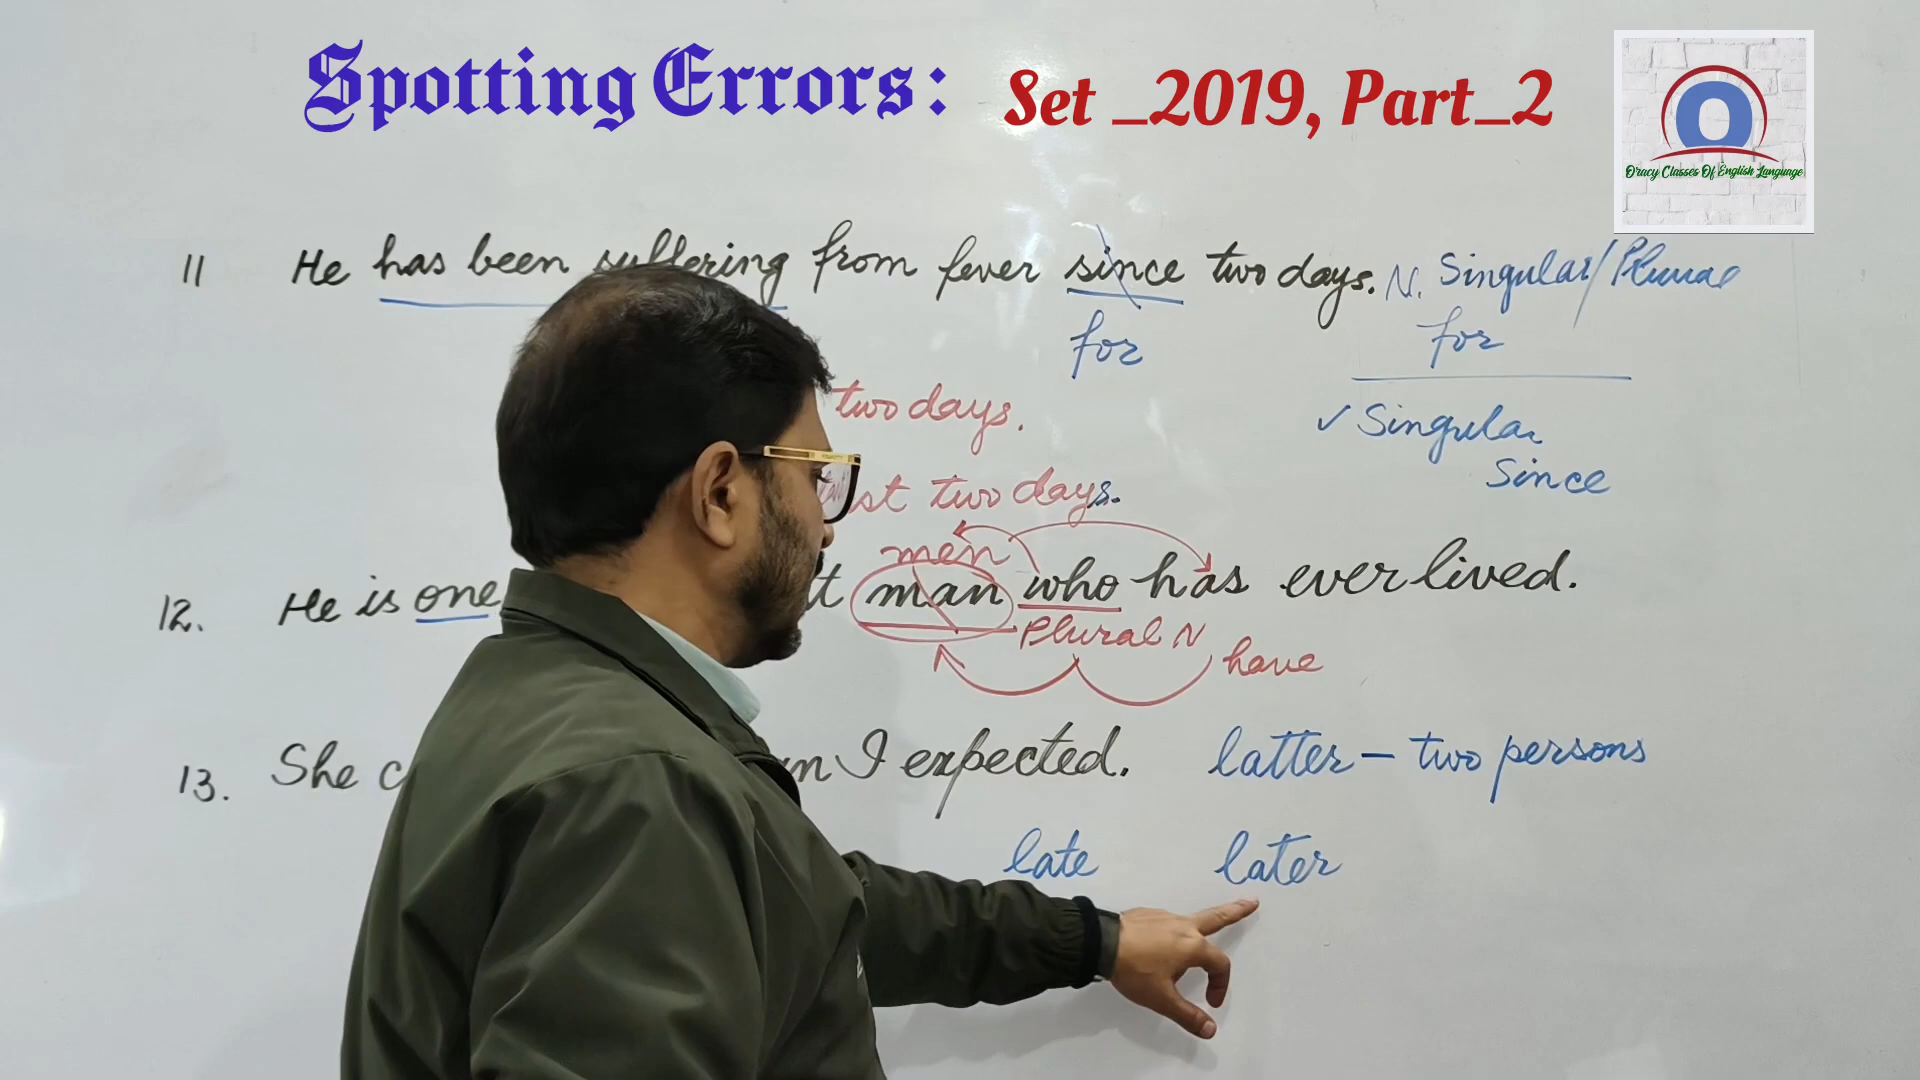 Spotting Errors: Set _2019, Part_2
O'racy Classes Of English Language
11 He has been suffering from fever since two days. N. Singular/Plural
for for
two days. ✓ Singular
since
two days.
men
12. He is one man who has ever lived.
Plural N
have
13. She I expected. latter – two persons
late later